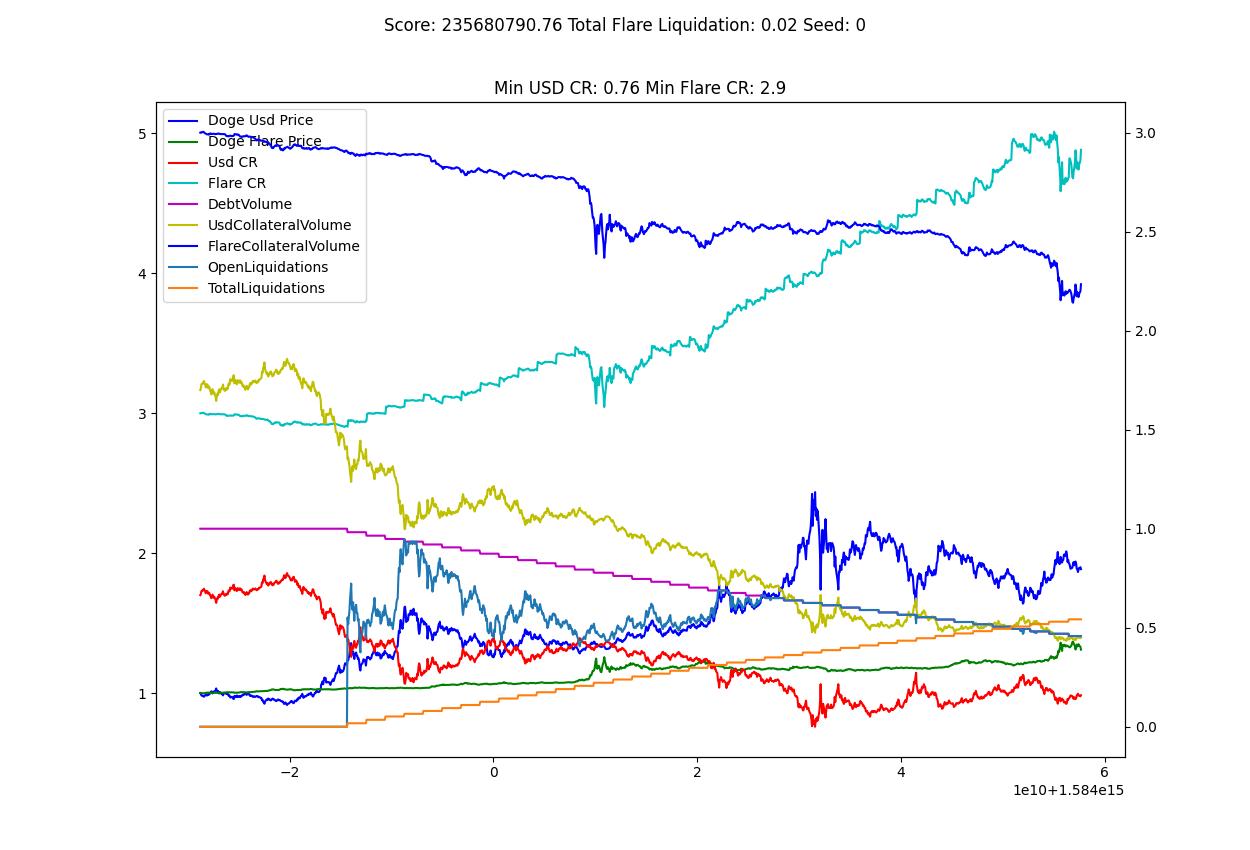 Score: 235680790.76 Total Flare Liquidation: 0.02 Seed: 0
Min USD CR: 0.76 Min Flare CR: 2.9
Doge Usd Price
Doge Flare Price
Usd CR
Flare CR
DebtVolume
UsdCollateralVolume
FlareCollateralVolume
OpenLiquidations
TotalLiquidations
5
4
3
2
1
3.0
2.5
2.0
1.5
1.0
0.5
0.0
−2 0 2 4 6
1e10+1.584e15